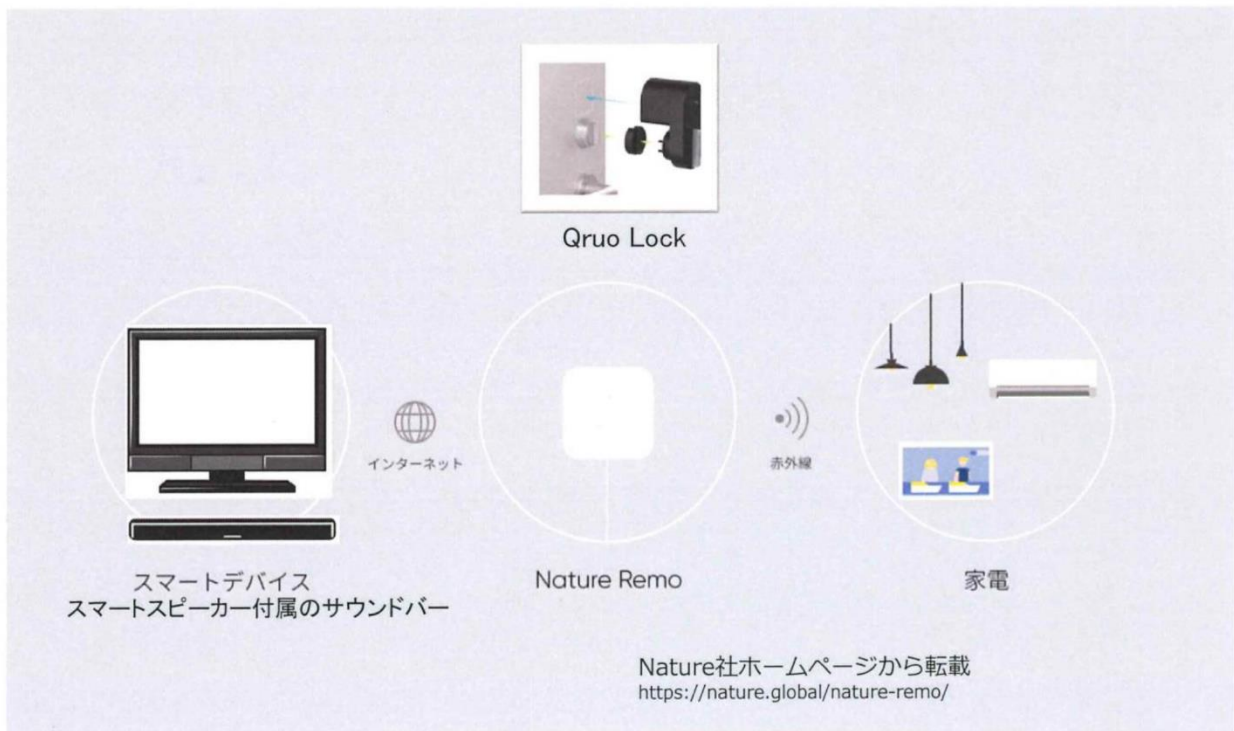 Qruo Lock
インターネット
赤外線
スマートデバイス
スマートスピーカー付属のサウンドバー
Nature Remo
家電
Nature社ホームページから転載
https://nature.global/nature-remo/